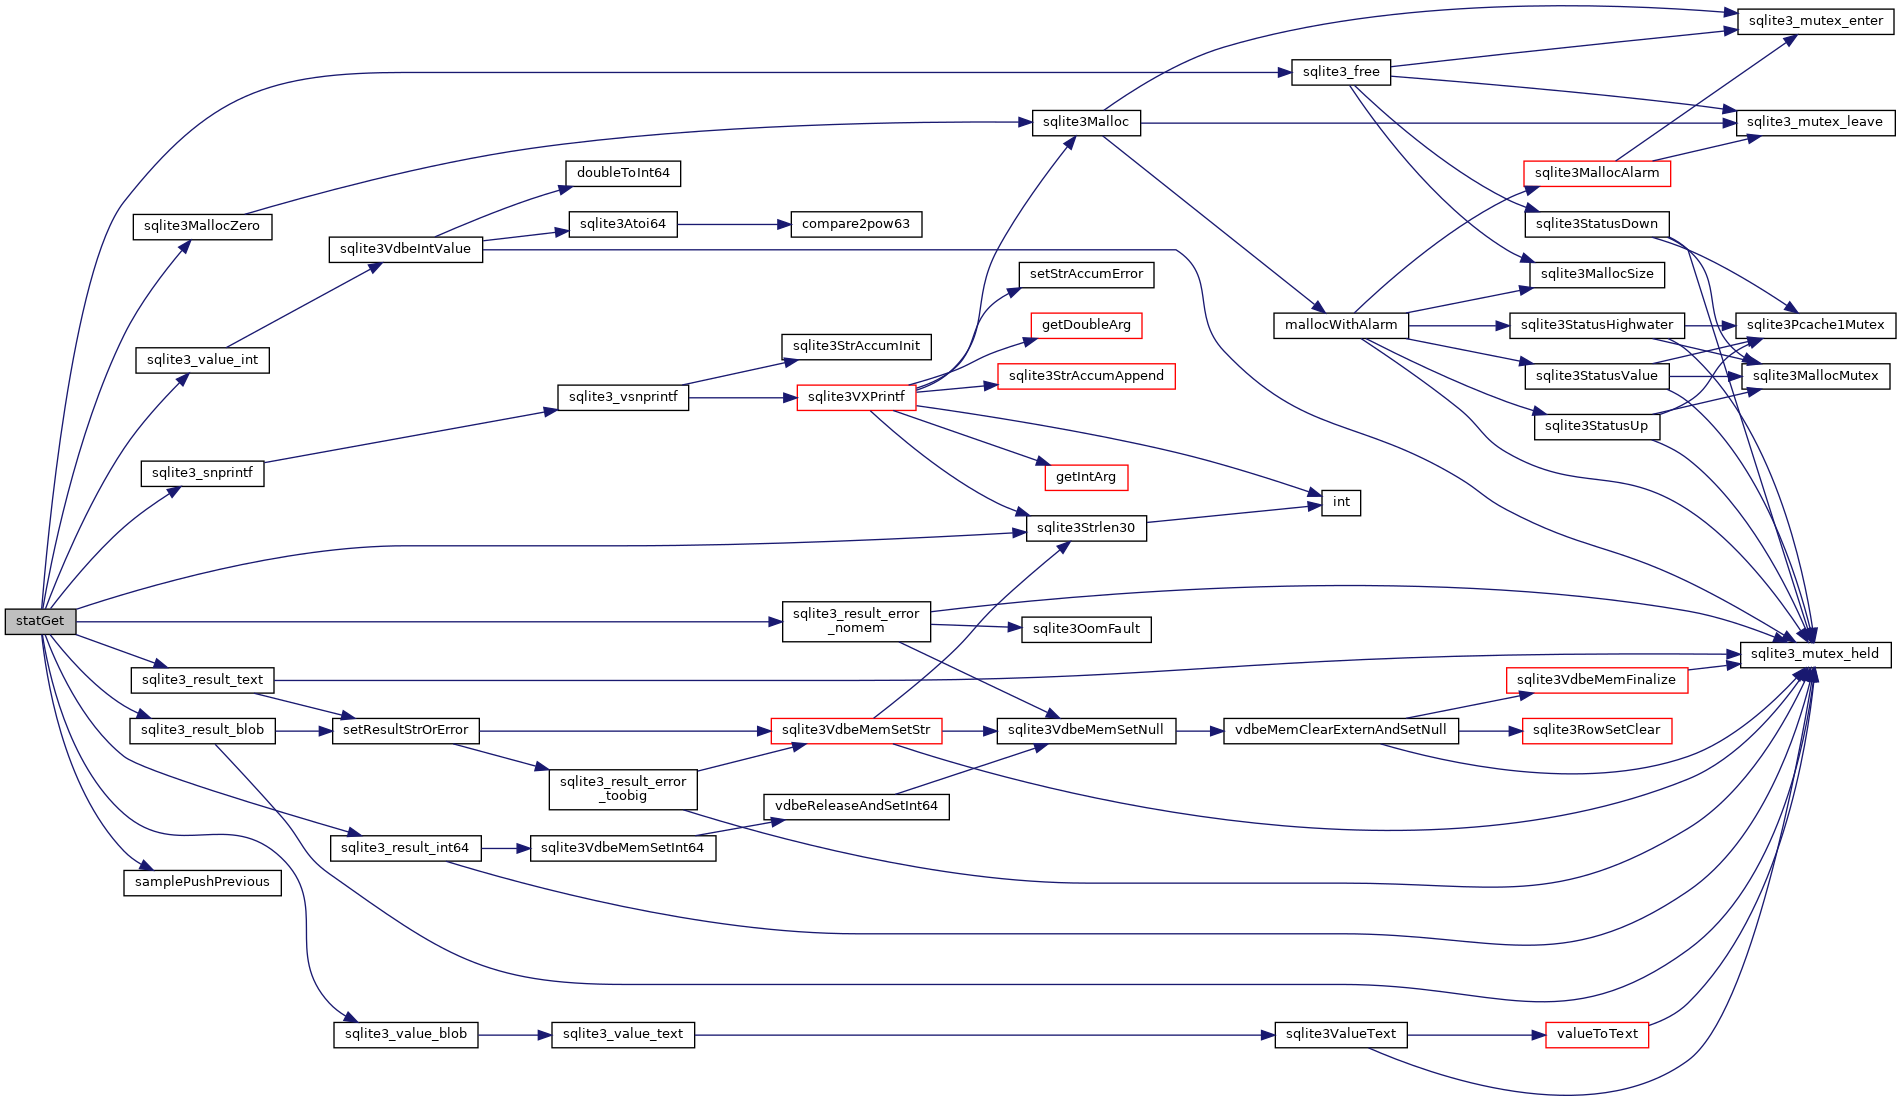 sqlite3_mutex_enter
sqlite3_free
sqlite3Malloc
sqlite3_mutex_leave
doubleToInt64
sqlite3MallocAlarm
sqlite3MallocZero
sqlite3Atoi64
compare2pow63
sqlite3StatusDown
sqlite3VdbeIntValue
setStrAccumError
sqlite3MallocSize
getDoubleArg
mallocWithAlarm
sqlite3StatusHighwater
sqlite3Pcache1Mutex
sqlite3_value_int
sqlite3StrAccumInit
sqlite3StrAccumAppend
sqlite3StatusValue
sqlite3MallocMutex
sqlite3_vsnprintf
sqlite3VXPrintf
sqlite3StatusUp
sqlite3_snprintf
getIntArg
int
sqlite3Strlen30
statGet
sqlite3_result_error
_nomem
sqlite3OomFault
sqlite3_mutex_held
sqlite3_result_text
sqlite3VdbeMemFinalize
sqlite3_result_blob
setResultStrOrError
sqlite3VdbeMemSetStr
sqlite3VdbeMemSetNull
vdbeMemClearExternAndSetNull
sqlite3RowSetClear
sqlite3_result_error
_toobig
vdbeReleaseAndSetInt64
sqlite3_result_int64
sqlite3VdbeMemSetInt64
samplePushPrevious
sqlite3_value_blob
sqlite3_value_text
sqlite3ValueText
valueToText